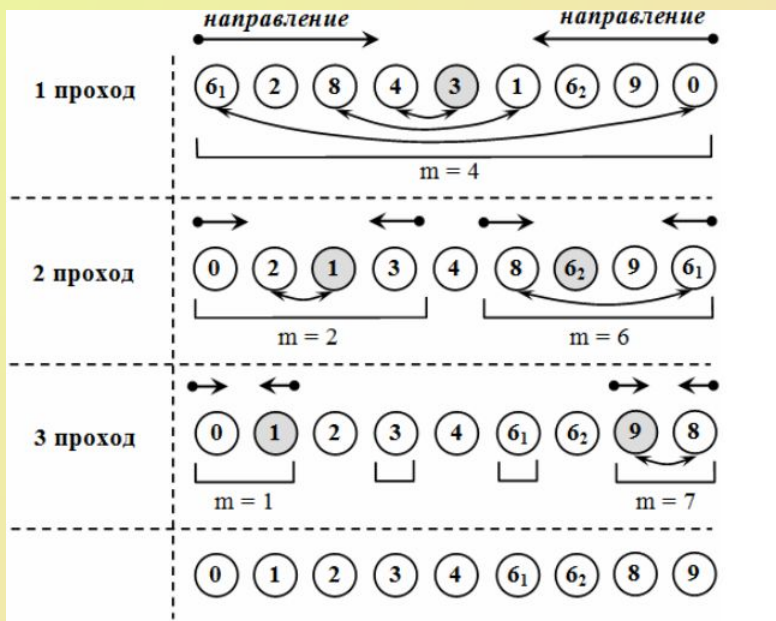 направление направление
1 проход 6₁ 2 8 4 3 1 6₂ 9 0
m = 4
2 проход 0 2 1 3 4 8 6₂ 9 6₁
m = 2 m = 6
3 проход 0 1 2 3 4 6₁ 6₂ 9 8
m = 1 m = 7
0 1 2 3 4 6₁ 6₂ 8 9